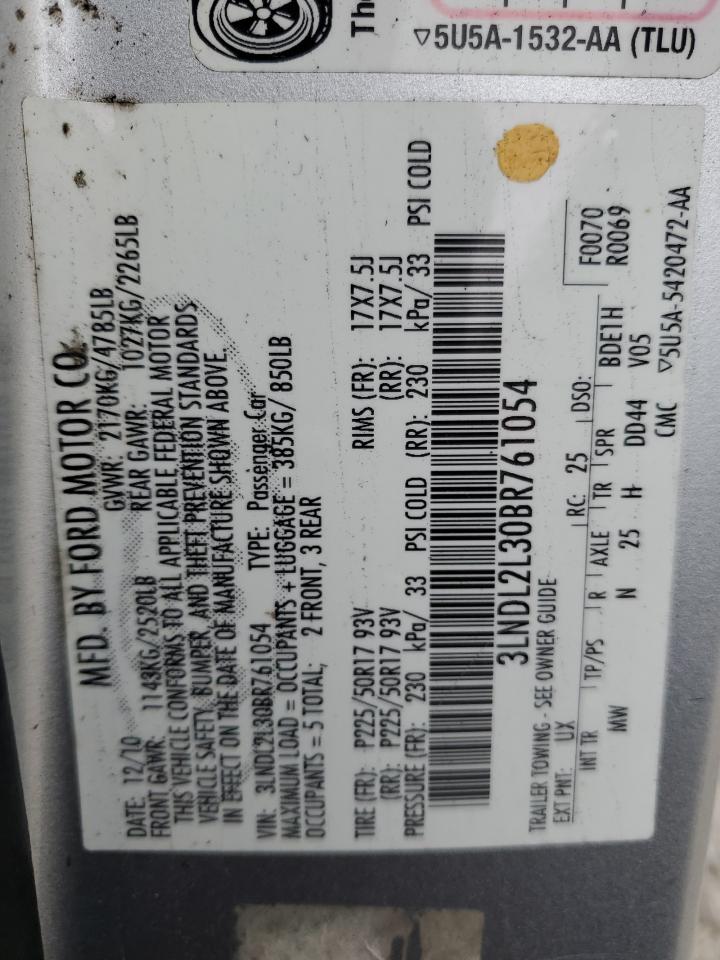 The
▽5U5A-1532-AA (TLU)
MFD. BY FORD MOTOR CO.
DATE: 12/10 GVWR: 2170KG/4785LB
FRONT GAWR: 1143KG/2520LB REAR GAWR: 1027KG/2265LB
THIS VEHICLE CONFORMS TO ALL APPLICABLE FEDERAL MOTOR
VEHICLE SAFETY, BUMPER, AND THEFT PREVENTION STANDARDS
IN EFFECT ON THE DATE OF MANUFACTURE SHOWN ABOVE.
VIN: 3LNDL2L30BR761054 TYPE: Passenger Car
MAXIMUM LOAD = OCCUPANTS + LUGGAGE = 385KG/ 850LB
OCCUPANTS = 5 TOTAL; 2 FRONT, 3 REAR
TIRE (FR): P225/50R17 93V RIMS (FR): 17X7.5J
(RR): P225/50R17 93V (RR): 17X7.5J
PRESSURE (FR): 230 kPa/ 33 PSI COLD (RR): 230 kPa/ 33 PSI COLD
3LNDL2L30BR761054
TRAILER TOWING - SEE OWNER GUIDE
EXT PNT: UX RC: 25 DSO: F0070
R0069
INT TR TP/PS R AXLE TR SPR BDE1H
MW N 25 H DD44 V05
CMC ▽5U5A-5420472-AA